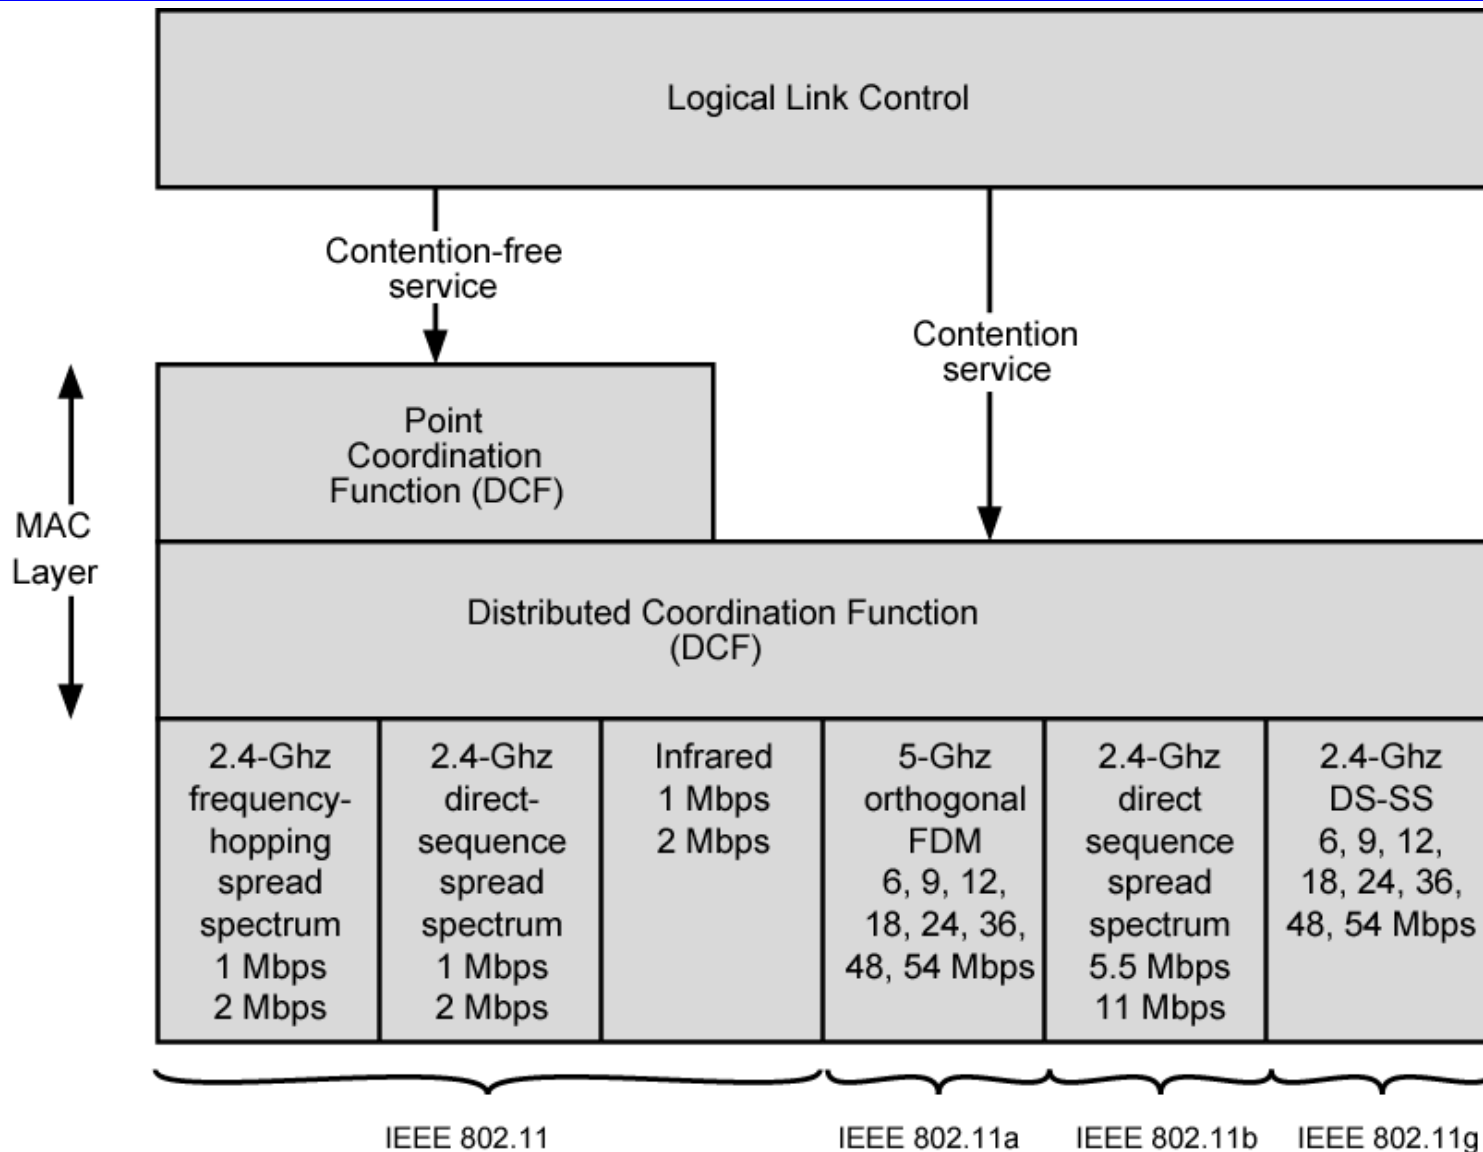 Logical Link Control
Contention-free
service
Contention
service
Point
Coordination
Function (DCF)
MAC
Layer
Distributed Coordination Function
(DCF)
2.4-Ghz
frequency-
hopping
spread
spectrum
1 Mbps
2 Mbps
2.4-Ghz
direct-
sequence
spread
spectrum
1 Mbps
2 Mbps
Infrared
1 Mbps
2 Mbps
5-Ghz
orthogonal
FDM
6, 9, 12,
18, 24, 36,
48, 54 Mbps
2.4-Ghz
direct
sequence
spread
spectrum
5.5 Mbps
11 Mbps
2.4-Ghz
DS-SS
6, 9, 12,
18, 24, 36,
48, 54 Mbps
IEEE 802.11
IEEE 802.11a
IEEE 802.11b
IEEE 802.11g